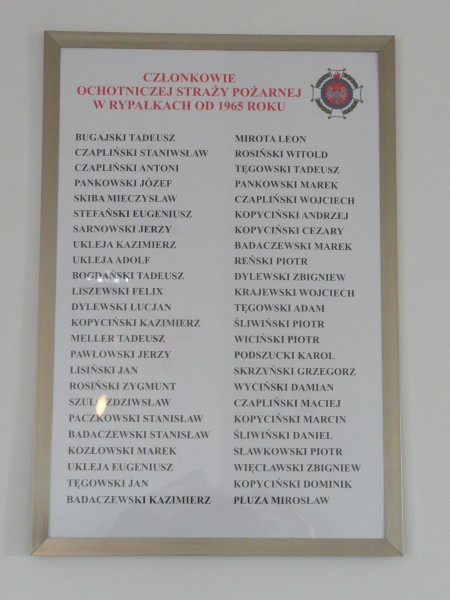 CZŁONKOWIE
OCHOTNICZEJ STRAŻY POŻARNEJ
W RYPAŁKACH OD 1965 ROKU
BUGAJSKI TADEUSZ
CZAPLIŃSKI STANIWSŁAW
CZAPLIŃSKI ANTONI
PANKOWSKI JÓZEF
SKIBA MIECZYSŁAW
STEFAŃSKI EUGENIUSZ
SARNOWSKI JERZY
UKLEJA KAZIMIERZ
UKLEJA ADOLF
BOGDAŃSKI TADEUSZ
LISZEWSKI FELIX
DYLEWSKI LUCJAN
KOPYCIŃSKI KAZIMIERZ
MELLER TADEUSZ
PAWŁOWSKI JERZY
LISIŃSKI JAN
ROSIŃSKI ZYGMUNT
SZULC ZDZIWSŁAW
PACZKOWSKI STANISŁAW
BADACZEWSKI STANISŁAW
KOZŁOWSKI MAREK
UKLEJA EUGENIUSZ
TĘGOWSKI JAN
BADACZEWSKI KAZIMIERZ
MIROTA LEON
ROSIŃSKI WITOLD
TĘGOWSKI TADEUSZ
PANKOWSKI MAREK
CZAPLIŃSKI WOJCIECH
KOPYCIŃSKI ANDRZEJ
KOPYCIŃSKI CEZARY
BADACZEWSKI MAREK
REŃSKI PIOTR
DYLEWSKI ZBIGNIEW
KRAJEWSKI WOJCIECH
TĘGOWSKI ADAM
ŚLIWIŃSKI PIOTR
WICIŃSKI PIOTR
PODSZUCKI KAROL
SKRZYŃSKI GRZEGORZ
WYCIŃSKI DAMIAN
CZAPLIŃSKI MACIEJ
KOPYCIŃSKI MARCIN
ŚLIWIŃSKI DANIEL
SŁAWKOWSKI PIOTR
WIĘCŁAWSKI ZBIGNIEW
KOPYCIŃSKI DOMINIK
PŁUZA MIROSŁAW